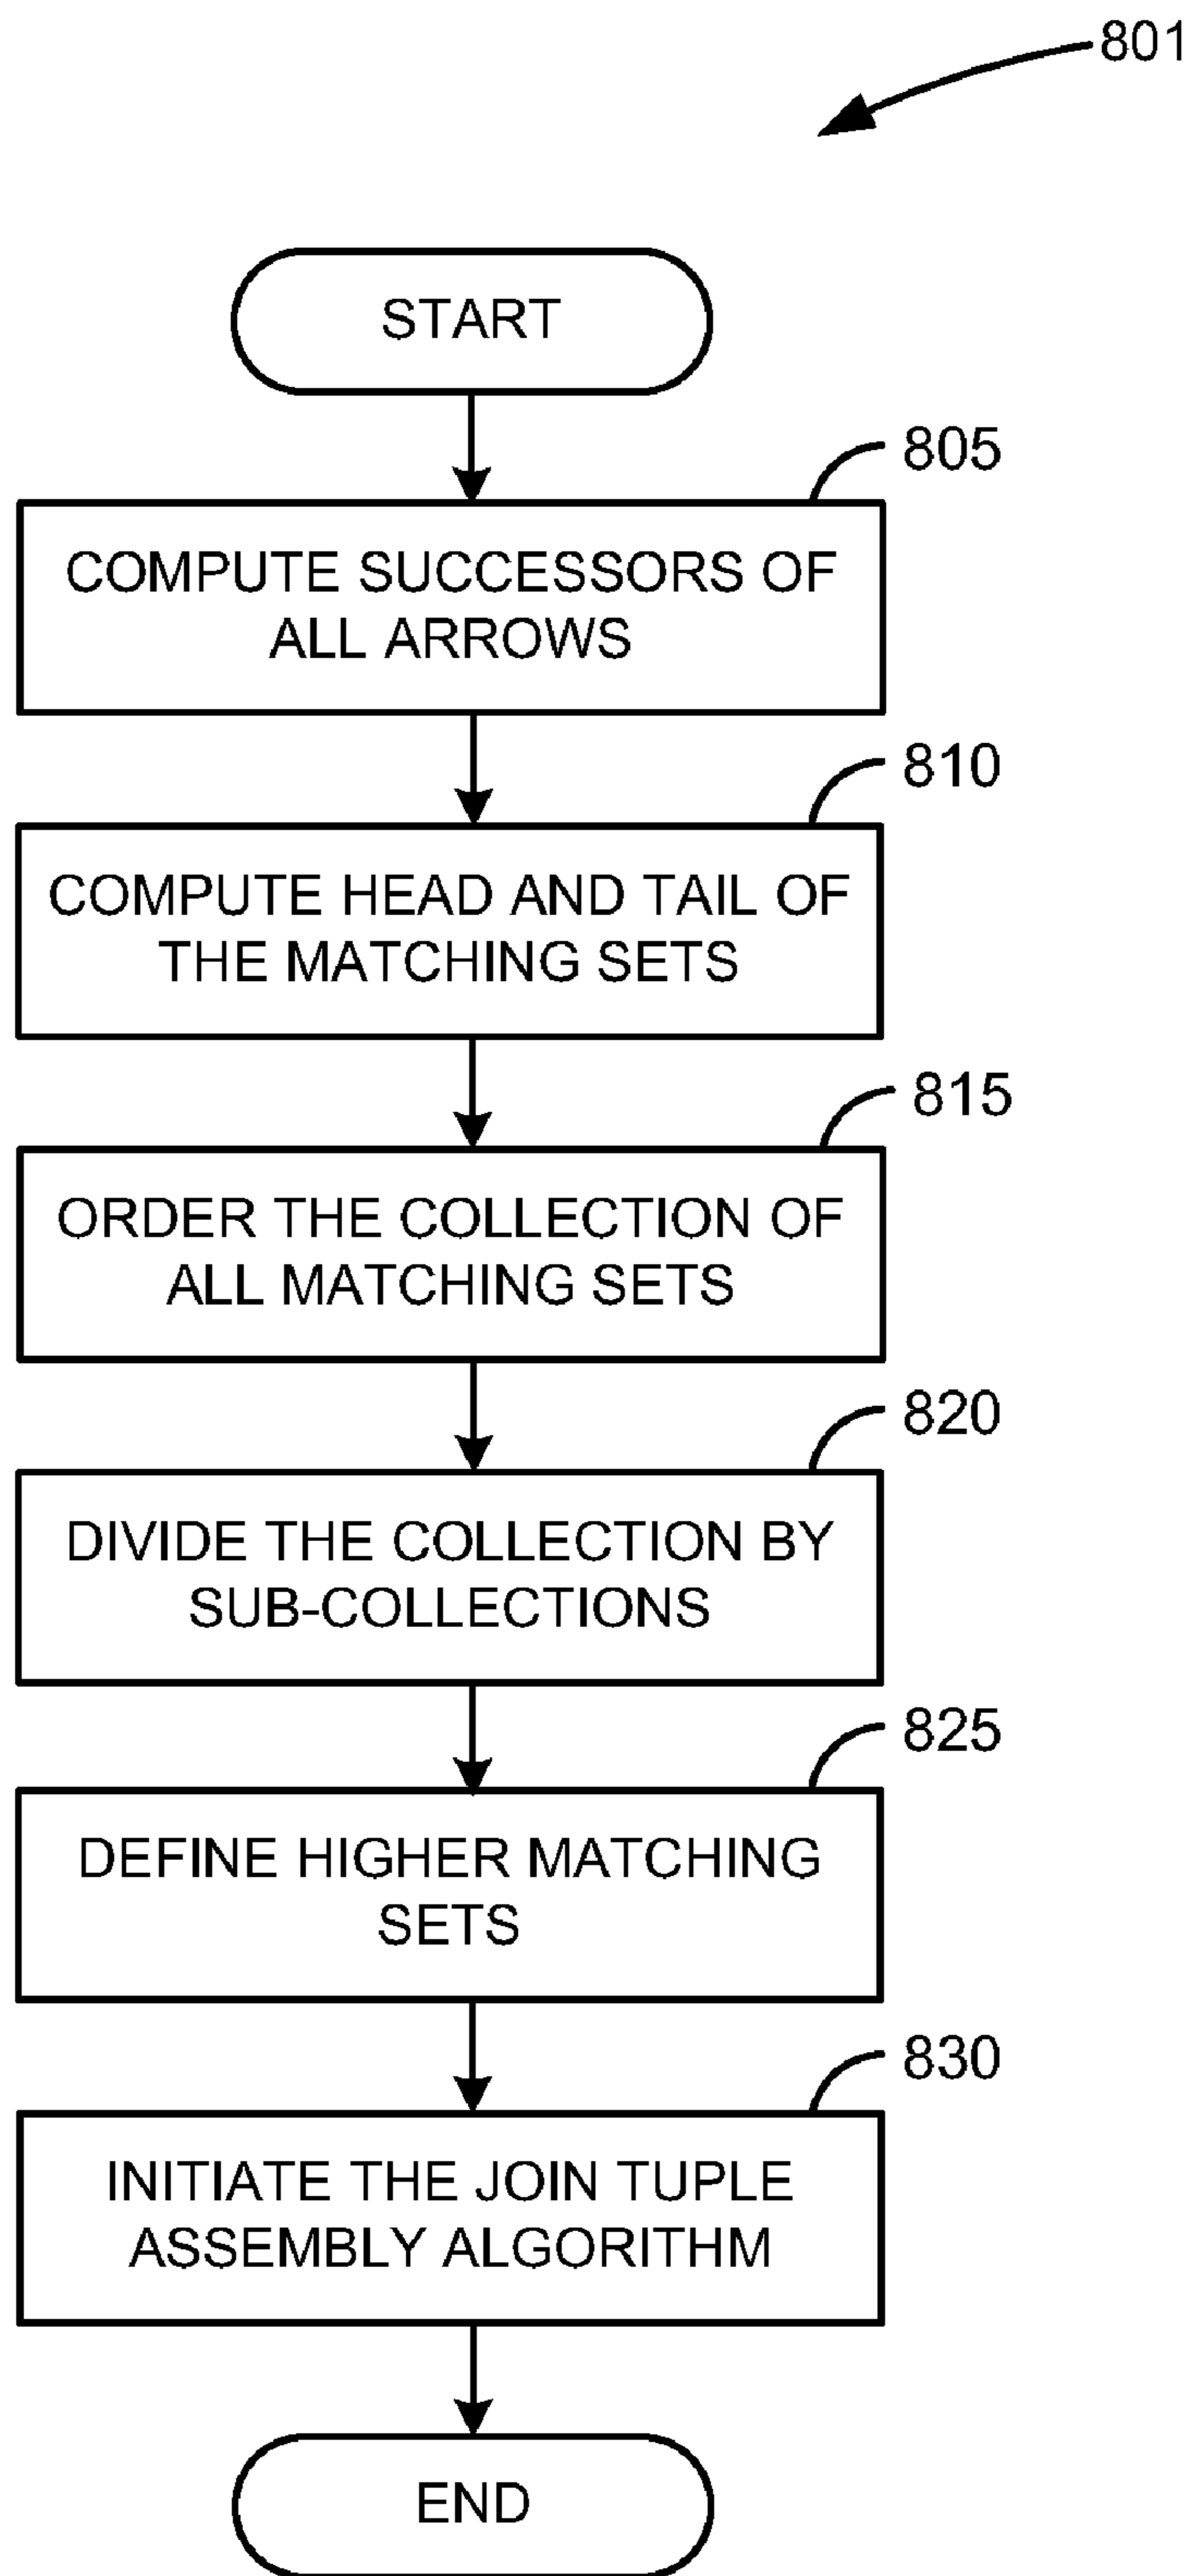 801
START
805
COMPUTE SUCCESSORS OF
ALL ARROWS
810
COMPUTE HEAD AND TAIL OF
THE MATCHING SETS
815
ORDER THE COLLECTION OF
ALL MATCHING SETS
820
DIVIDE THE COLLECTION BY
SUB-COLLECTIONS
825
DEFINE HIGHER MATCHING
SETS
830
INITIATE THE JOIN TUPLE
ASSEMBLY ALGORITHM
END